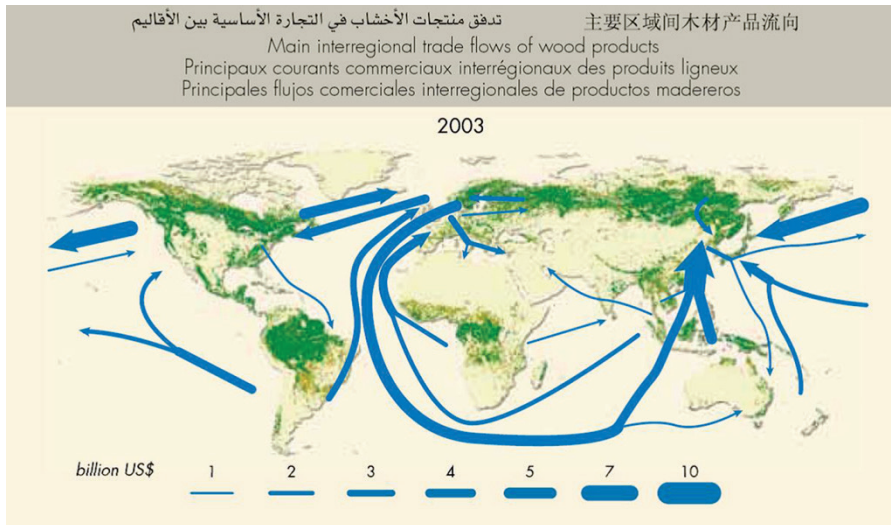 تدفق منتجات الأخشاب في التجارة الأساسية بين الأقاليم
主要区域间木材产品流向
Main interregional trade flows of wood products
Principaux courants commerciaux interrégionaux des produits ligneux
Principales flujos comerciales interregionales de productos madereros
2003
billion US$ 1 2 3 4 5 7 10